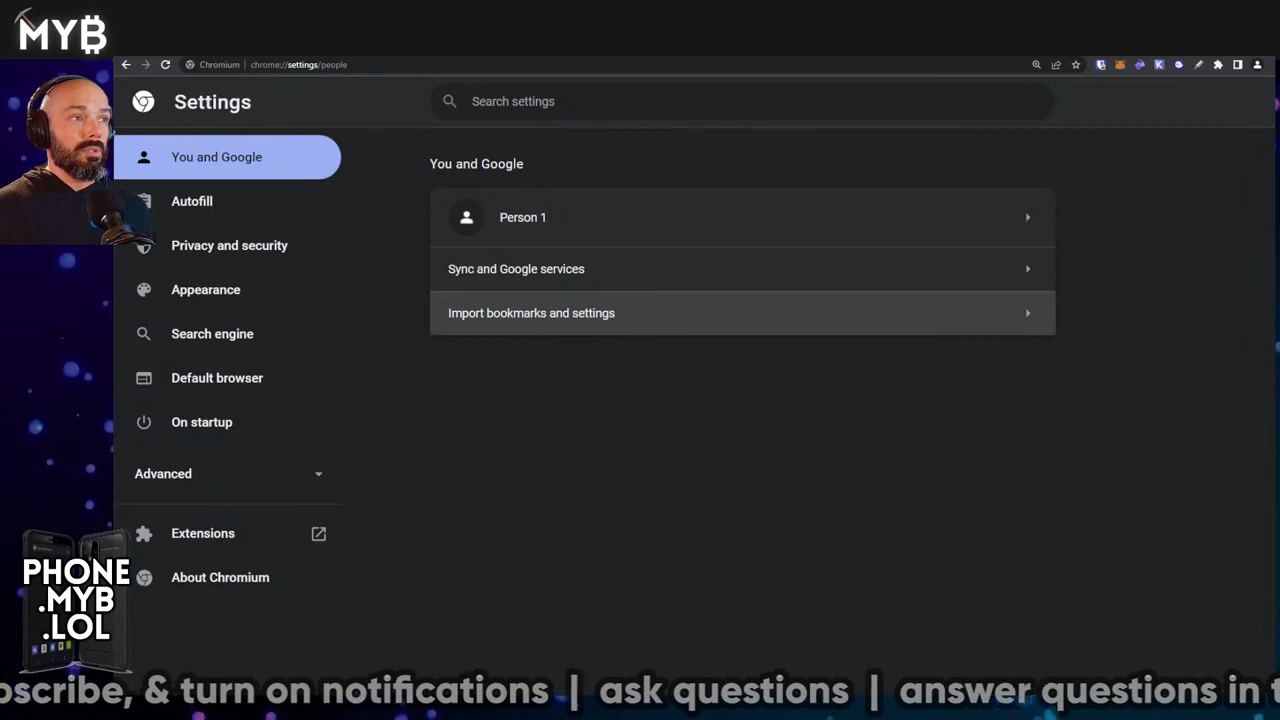 MYB
Chromium | chrome://settings/people
Settings
Search settings
You and Google
Autofill
Privacy and security
Appearance
Search engine
Default browser
On startup
Advanced
Extensions
About Chromium
You and Google
Person 1
Sync and Google services
Import bookmarks and settings
PHONE
.MYB
.LOL
bscribe, & turn on notifications | ask questions | answer questions in t